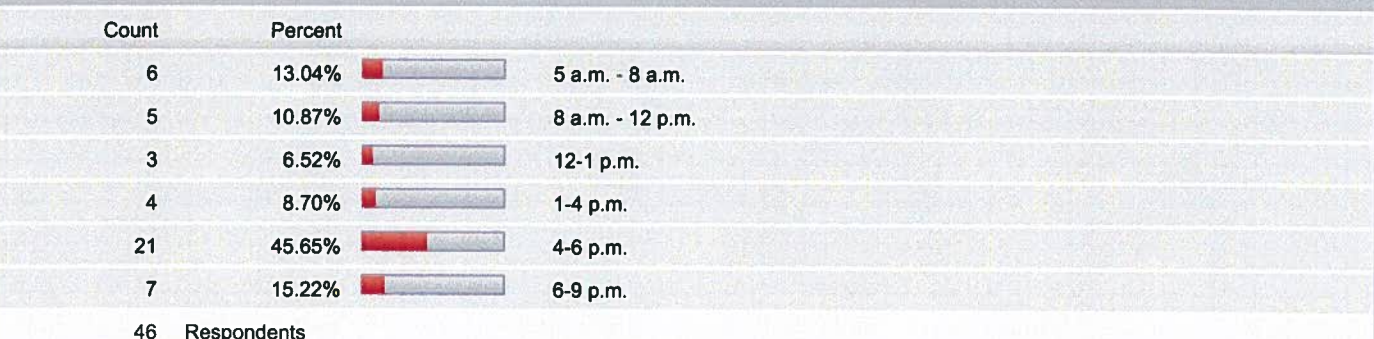 Count Percent
6 13.04% 5 a.m. - 8 a.m.
5 10.87% 8 a.m. - 12 p.m.
3 6.52% 12-1 p.m.
4 8.70% 1-4 p.m.
21 45.65% 4-6 p.m.
7 15.22% 6-9 p.m.
46 Respondents